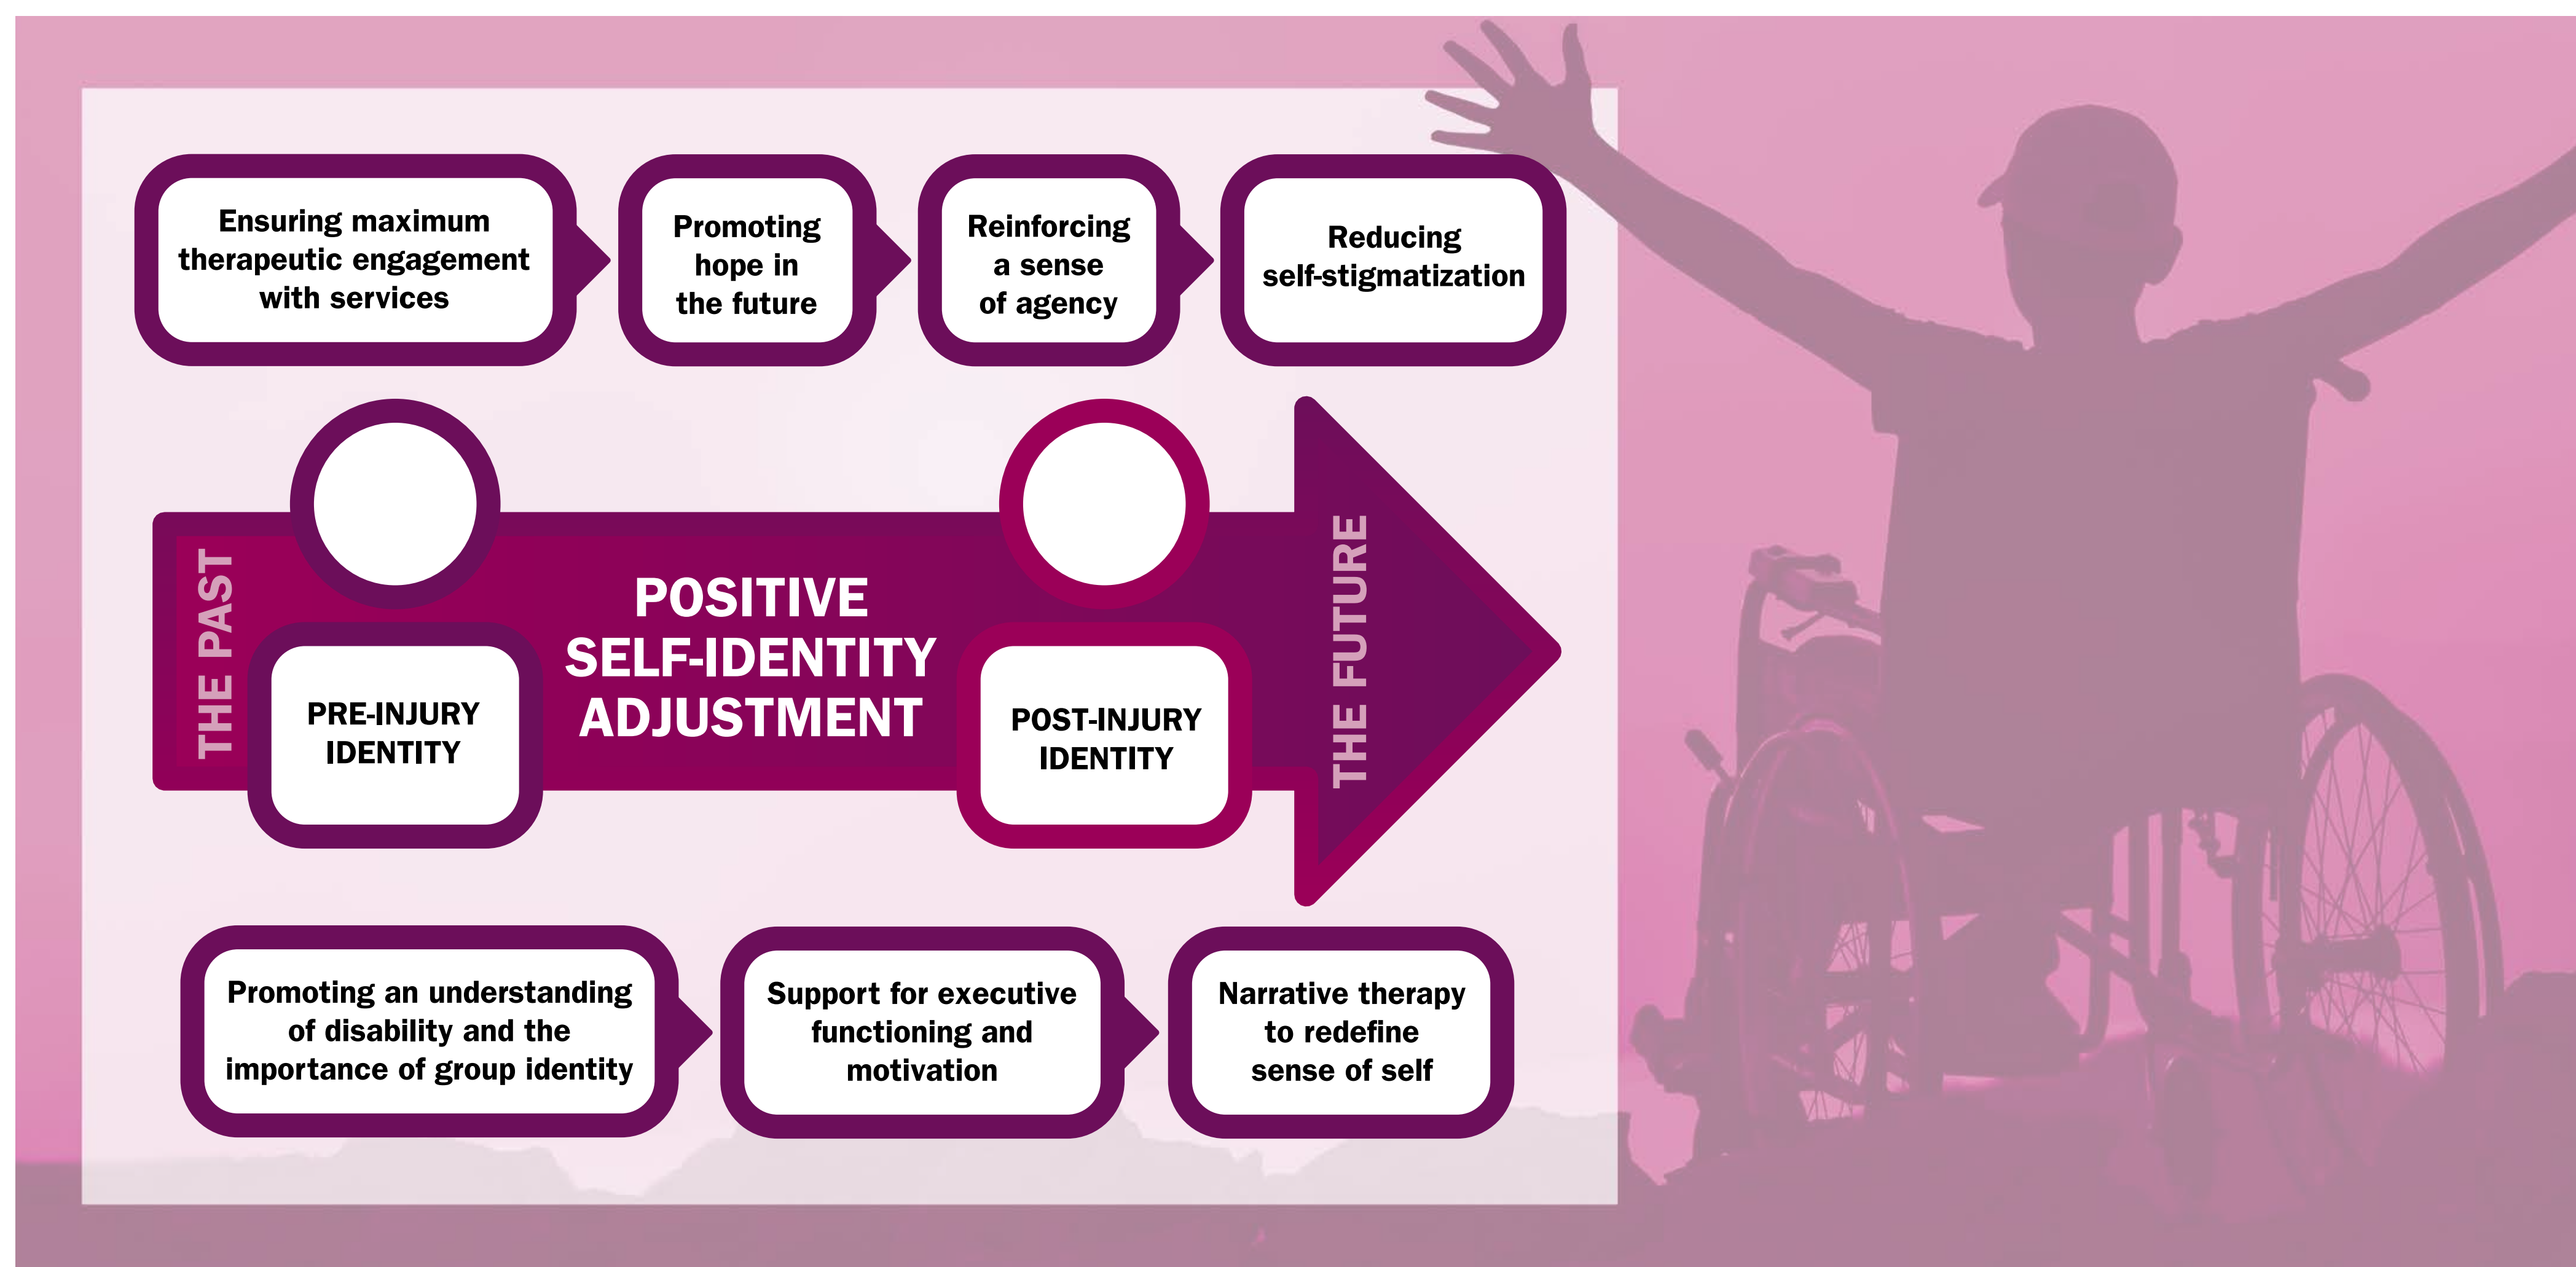 Ensuring maximum
therapeutic engagement
with services
Promoting
hope in
the future
Reinforcing
a sense
of agency
Reducing
self-stigmatization
THE PAST
PRE-INJURY
IDENTITY
POSITIVE
SELF-IDENTITY
ADJUSTMENT
POST-INJURY
IDENTITY
THE FUTURE
Promoting an understanding
of disability and the
importance of group identity
Support for executive
functioning and
motivation
Narrative therapy
to redefine
sense of self